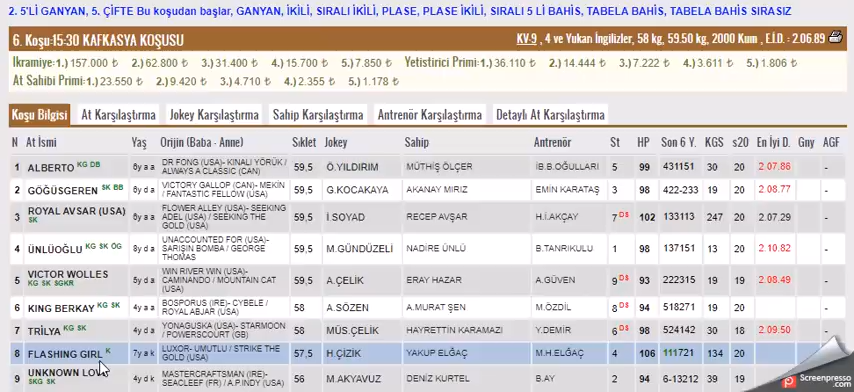 2. 5'Lİ GANYAN, 5. ÇİFTE Bu koşudan başlar, GANYAN, İKİLİ, SIRALI İKİLİ, PLASE, PLASE İKİLİ, SIRALI 5 Lİ BAHİS, TABELA BAHİS, TABELA BAHİS SIRASIZ
6. Koşu:15:30 KAFKASYA KOŞUSU KV-9 , 4 ve Yukarı İngilizler, 58 kg, 59.50 kg, 2000 Kum , E.İ.D. : 2.06.89
Ikramiye: 1.) 157.000 ₺ 2.) 62.800 ₺ 3.) 31.400 ₺ 4.) 15.700 ₺ 5.) 7.850 ₺ Yetistirici Primi: 1.) 36.110 ₺ 2.) 14.444 ₺ 3.) 7.222 ₺ 4.) 3.611 ₺ 5.) 1.806 ₺
At Sahibi Primi: 1.) 23.550 ₺ 2.) 9.420 ₺ 3.) 4.710 ₺ 4.) 2.355 ₺ 5.) 1.178 ₺
Koşu Bilgisi At Karşılaştırma Jokey Karşılaştırma Sahip Karşılaştırma Antrenör Karşılaştırma Detaylı At Karşılaştırma
N At İsmi Yaş Orijin (Baba - Anne) Sıklet Jokey Sahip Antrenör St HP Son 6 Y. KGS s20 En İyi D. Gny AGF
1 ALBERTO KG DB 6y a a DR FONG (USA)- KINALI YÖRÜK / ALWAYS A CLASSIC (CAN) 59,5 Ö.YILDIRIM MÜTHİŞ ÖLÇER İB.B.OĞULLARI 5 99 431151 30 20 2.07.86 -
2 GÖĞÜSGEREN SK BB 6y d a VICTORY GALLOP (CAN)- MEKİN / FANTASTIC FELLOW (USA) 59,5 G.KOCAKAYA AKANAY MIRIZ EMİN KARATAŞ 3 98 422-233 19 20 2.08.77 -
3 ROYAL AVSAR (USA) SK 6y a a FLOWER ALLEY (USA)- SEEKING ADEL (USA) / SEEKING THE GOLD (USA) 59,5 İ.SOYAD RECEP AVŞAR H.İ.AKÇAY 7 DS 102 133113 247 20 2.07.29 -
4 ÜNLÜOĞLU KG SK ÖG 8y d a UNACCOUNTED FOR (USA)- SARIŞIN BOMBA / GEORGE THOMAS 59,5 M.GÜNDÜZELİ NADİRE ÜNLÜ B.TANRIKULU 1 98 137151 13 20 2.10.82 -
5 VICTOR WOLLES KG SK SGKR 5y d a WIN RIVER WIN (USA)- CAMILANDO / MOUNTAIN CAT (USA) 59,5 A.ÇELİK ERAY HAZAR A.GÜVEN 9 DS 93 222315 19 19 2.08.49 -
6 KING BERKAY KG SK 4y a a BOSPORUS (IRE)- CYBELE / ROYAL ABJAR (USA) 58 A.SÖZEN A.MURAT ŞEN M.ÖZDİL 8 DS 94 518271 19 20 -
7 TRİLYA KG SK 4y d a YONAGUSKA (USA)- STARMOON / POWERSCOURT (GB) 58 MÜS.ÇELİK HAYRETTİN KARAMAZI Y.DEMİR 6 DS 98 524142 30 18 2.09.50 -
8 FLASHING GIRL K 7y a k LUXOR- UMUTLU / STRIKE THE GOLD (USA) 57,5 H.ÇİZİK YAKUP ELĞAÇ M.H.ELĞAÇ 4 106 111721 134 20 -
9 UNKNOWN LOVE SKG SK 4y d k MASTERCRAFTSMAN (IRE)- SEACLEEF (FR) / A.P.INDY (USA) 56 M.AKYAVUZ DENİZ KURTEL B.AY 2 94 6-13212 39 19 -
Screenpresso.com